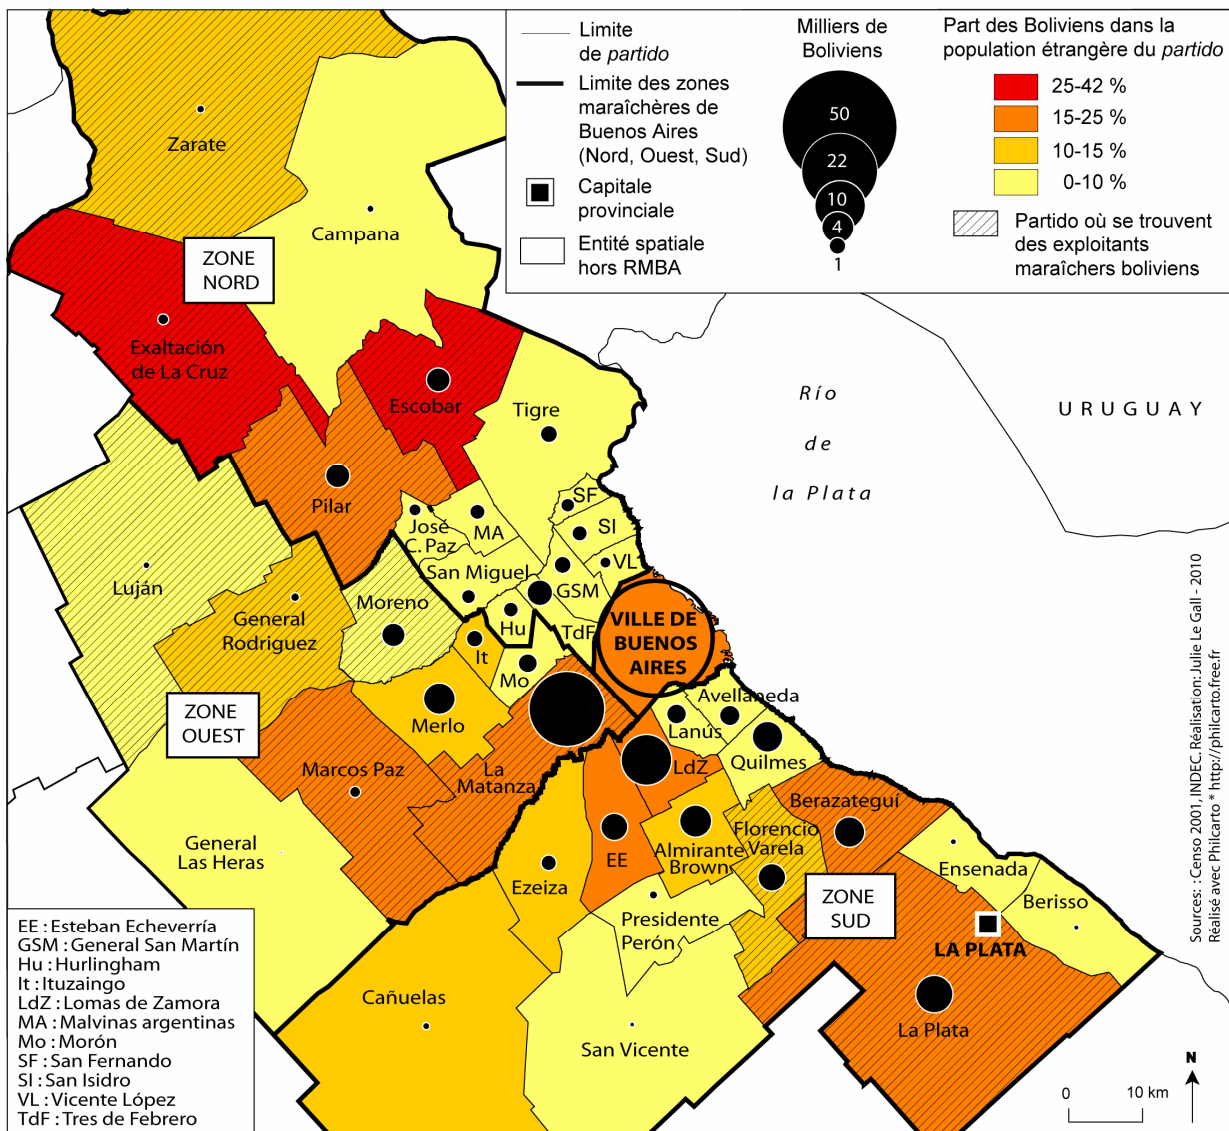 Limite
de partido
Limite des zones
maraîchères de
Buenos Aires
(Nord, Ouest, Sud)
Capitale
provinciale
Entité spatiale
hors RMBA
Milliers de
Boliviens
50
22
10
4
1
Part des Boliviens dans la
population étrangère du partido
25-42 %
15-25 %
10-15 %
0-10 %
Partido où se trouvent
des exploitants
maraîchers boliviens
Zarate
Campana
ZONE
NORD
Exaltación
de La Cruz
Escobar
Tigre
Río
de
la Plata
URUGUAY
Pilar
José
C. Paz
MA
SF
SI
VL
San Miguel
GSM
Luján
General
Rodriguez
Moreno
Hu
TdF
VILLE DE
BUENOS
AIRES
It
Mo
ZONE
OUEST
Merlo
Avellaneda
Lanús
Quilmes
Marcos Paz
La
Matanza
LdZ
Berazateguí
General
Las Heras
EE
Almirante
Brown
Florencio
Varela
Ezeiza
Ensenada
Berisso
ZONE
SUD
Presidente
Perón
LA PLATA
La Plata
Cañuelas
San Vicente
EE : Esteban Echeverría
GSM : General San Martín
Hu : Hurlingham
It : Ituzaingo
LdZ : Lomas de Zamora
MA : Malvinas argentinas
Mo : Morón
SF : San Fernando
SI : San Isidro
VL : Vicente López
TdF : Tres de Febrero
N
0 10 km
Sources: : Censo 2001, INDEC. Réalisation: Julie Le Gall - 2010
Réalisé avec Philcarto * http://philcarto.free.fr